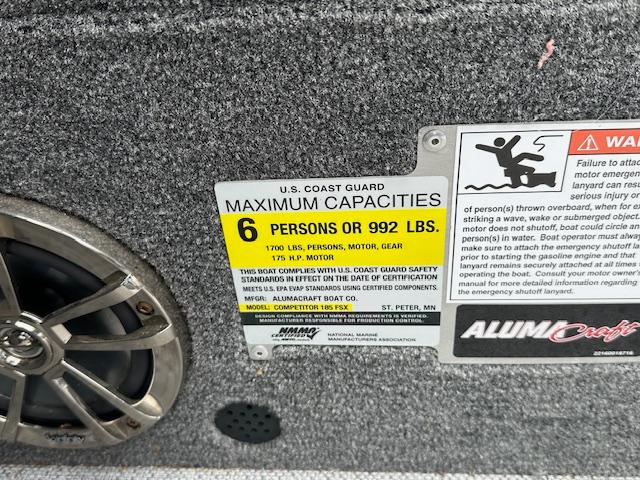 U.S. COAST GUARD
MAXIMUM CAPACITIES
6 PERSONS OR 992 LBS.
1700 LBS, PERSONS, MOTOR, GEAR
175 H.P. MOTOR
THIS BOAT COMPLIES WITH U.S. COAST GUARD SAFETY
STANDARDS IN EFFECT ON THE DATE OF CERTIFICATION
MEETS U.S. EPA EVAP STANDARDS USING CERTIFIED COMPONENTS.
MFGR: ALUMACRAFT BOAT CO.
MODEL: COMPETITOR 185 FSX ST. PETER, MN
DESIGN COMPLIANCE WITH NMMA REQUIREMENTS IS VERIFIED.
MANUFACTURER RESPONSIBLE FOR PRODUCTION CONTROL.
NMMA
CERTIFIED
NATIONAL MARINE
MANUFACTURERS ASSOCIATION
WAR
Failure to attac
motor emergen
lanyard can res
serious injury or
of person(s) thrown overboard, when for ex
striking a wave, wake or submerged object
motor does not shutoff, boat could circle an
person(s) in water. Boat operator must alway
make sure to attach the emergency shutoff la
prior to starting the gasoline engine and that
lanyard remains securely attached at all times
operating the boat. Consult your motor owner'
manual for more detailed information regarding
the emergency shutoff lanyard.
ALUMACraft